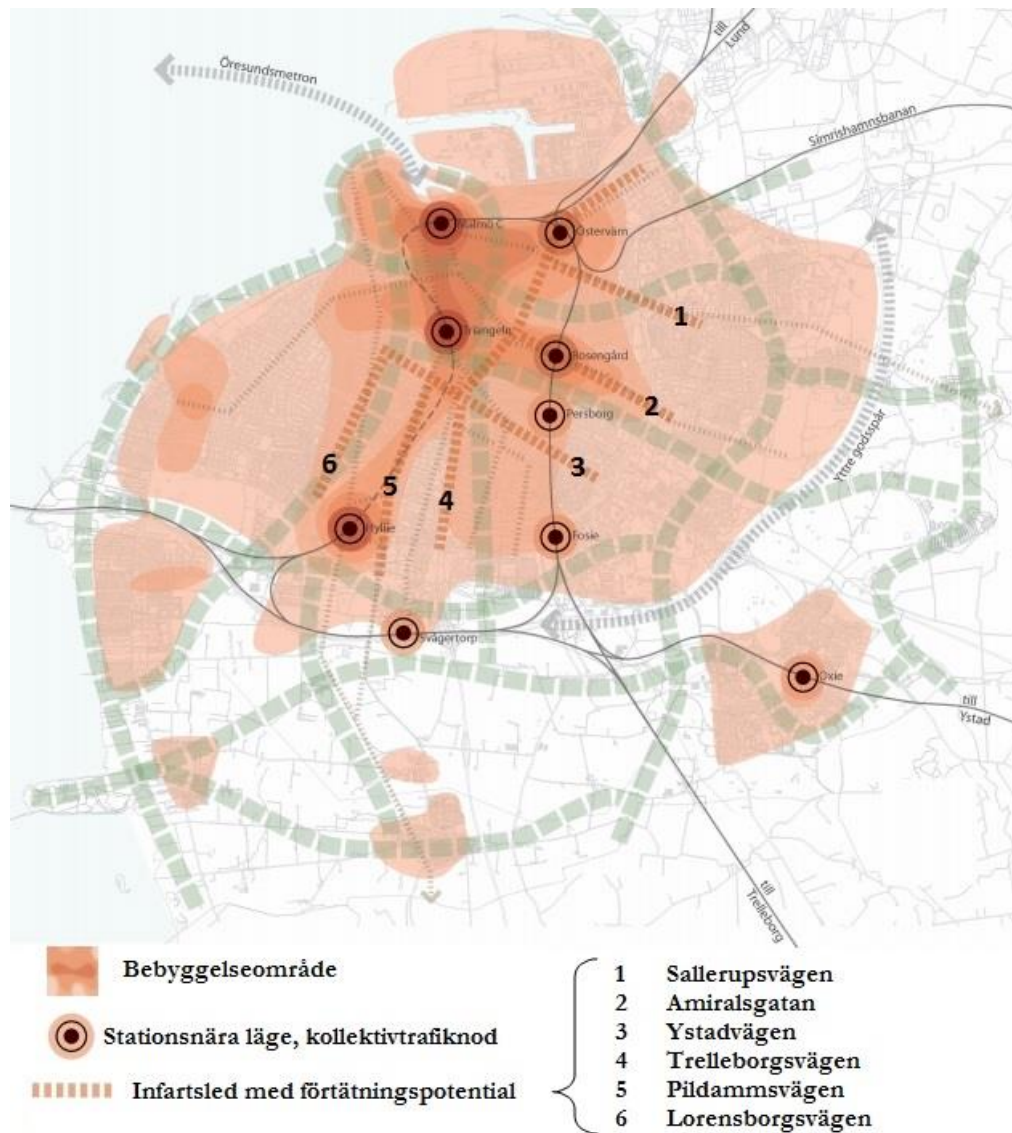 till
Lund
Öresundsmetron
Simrishamnsbanan
Malmö C
Östervärn
1
Triangeln
Rosengård
2
Persborg
3
6
5
4
Yttre godsspår
Hyllie
Fosie
Svågertorp
Oxie
till
Ystad
till
Trelleborg
Bebyggelseområde
Stationsnära läge, kollektivtrafiknod
Infartsled med förtätningspotential
1 Sallerupsvägen
2 Amiralsgatan
3 Ystadvägen
4 Trelleborgsvägen
5 Pildammsvägen
6 Lorensborgsvägen